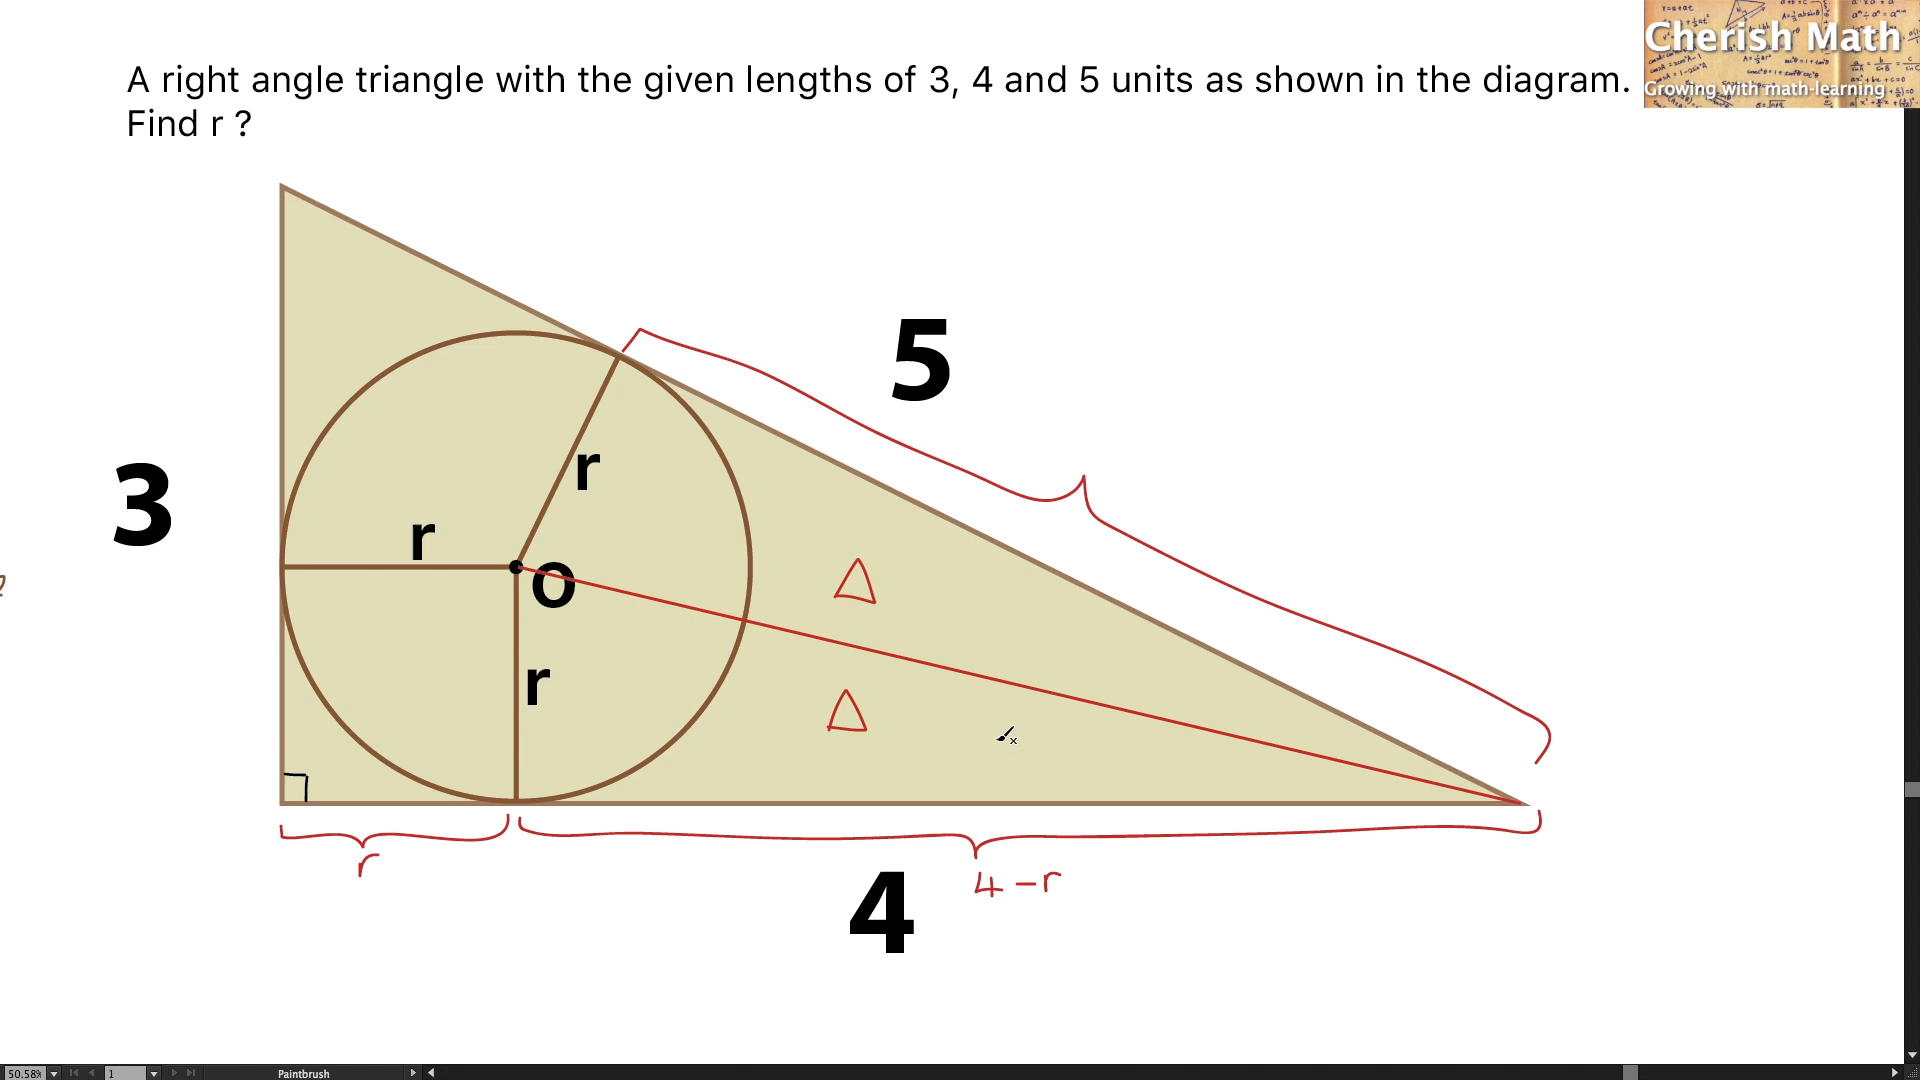 Cherish Math
Growing with math-learning
A right angle triangle with the given lengths of 3, 4 and 5 units as shown in the diagram.
Find r ?
5
3
r
r
O
r
r
4 - r
4
50.58%
1
Paintbrush